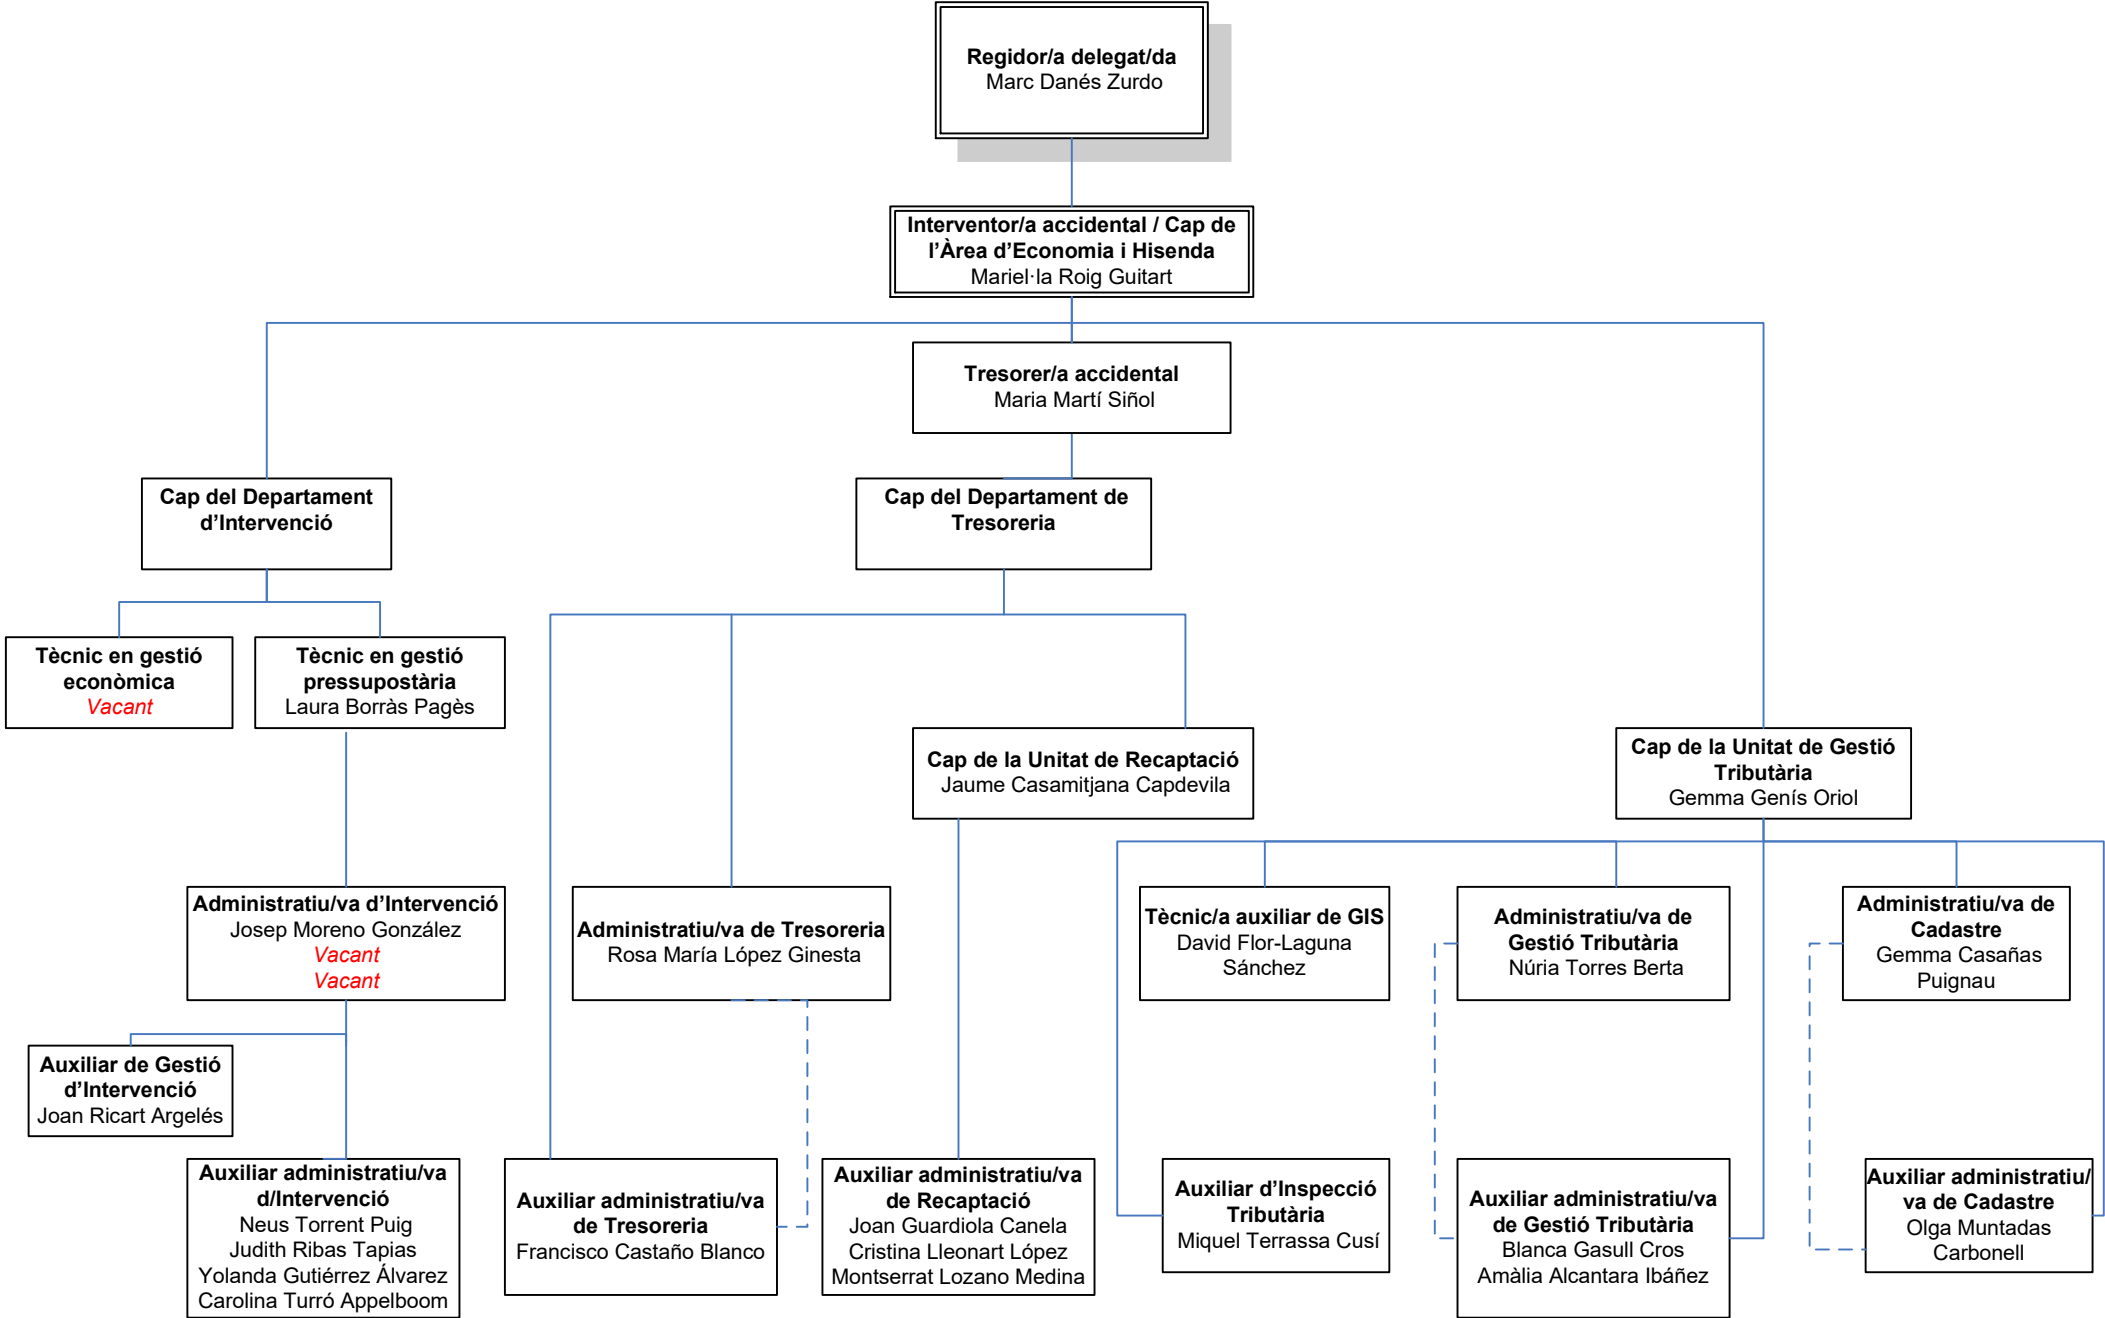 Regidor/a delegat/da
Marc Danés Zurdo
Interventor/a accidental / Cap de
l’Àrea d’Economia i Hisenda
Mariel·la Roig Guitart
Tresorer/a accidental
Maria Martí Siñol
Cap del Departament
d’Intervenció
Cap del Departament de
Tresoreria
Tècnic en gestió
econòmica
Vacant
Tècnic en gestió
pressupostària
Laura Borràs Pagès
Cap de la Unitat de Recaptació
Jaume Casamitjana Capdevila
Cap de la Unitat de Gestió
Tributària
Gemma Genís Oriol
Administratiu/va d’Intervenció
Josep Moreno González
Vacant
Vacant
Administratiu/va de Tresoreria
Rosa María López Ginesta
Tècnic/a auxiliar de GIS
David Flor-Laguna
Sánchez
Administratiu/va de
Gestió Tributària
Núria Torres Berta
Administratiu/va de
Cadastre
Gemma Casañas
Puignau
Auxiliar de Gestió
d’Intervenció
Joan Ricart Argelés
Auxiliar administratiu/va
d/Intervenció
Neus Torrent Puig
Judith Ribas Tapias
Yolanda Gutiérrez Álvarez
Carolina Turró Appelboom
Auxiliar administratiu/va
de Tresoreria
Francisco Castaño Blanco
Auxiliar administratiu/va
de Recaptació
Joan Guardiola Canela
Cristina Lleonart López
Montserrat Lozano Medina
Auxiliar d’Inspecció
Tributària
Miquel Terrassa Cusí
Auxiliar administratiu/va
de Gestió Tributària
Blanca Gasull Cros
Amàlia Alcantara Ibáñez
Auxiliar administratiu/
va de Cadastre
Olga Muntadas
Carbonell